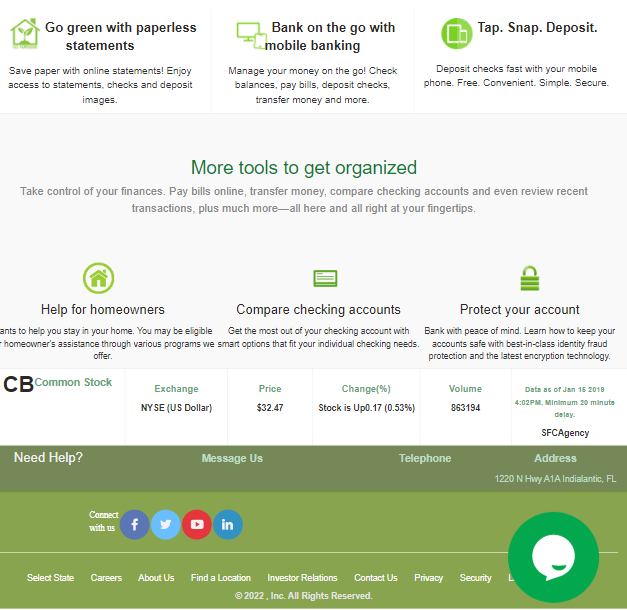 Go green with paperless
statements
Save paper with online statements! Enjoy
access to statements, checks and deposit
images.
Bank on the go with
mobile banking
Manage your money on the go! Check
balances, pay bills, deposit checks,
transfer money and more.
Tap. Snap. Deposit.
Deposit checks fast with your mobile
phone. Free. Convenient. Simple. Secure.
More tools to get organized
Take control of your finances. Pay bills online, transfer money, compare checking accounts and even review recent
transactions, plus much more—all here and all right at your fingertips.
Help for homeowners
ants to help you stay in your home. You may be eligible
homeowner's assistance through various programs we
offer.
Compare checking accounts
Get the most out of your checking account with
smart options that fit your individual checking needs.
Protect your account
Bank with peace of mind. Learn how to keep your
accounts safe with best-in-class identity fraud
protection and the latest encryption technology.
CB Common Stock
Exchange
NYSE (US Dollar)
Price
$32.47
Change(%)
Stock is Up0.17 (0.53%)
Volume
863194
Data as of Jan 15 2019
4:02PM, Minimum 20 minute
delay.
SFCAgency
Need Help?
Message Us
Telephone
Address
1220 N Hwy A1A Indialantic, FL
Connect
with us
Select State Careers About Us Find a Location Investor Relations Contact Us Privacy Security
© 2022 , Inc. All Rights Reserved.